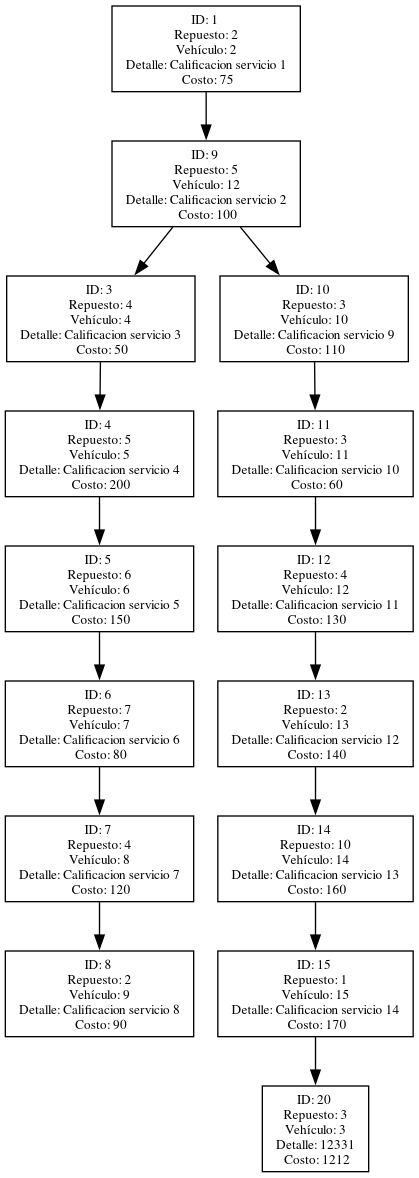 ID: 1
Repuesto: 2
Vehículo: 2
Detalle: Calificacion servicio 1
Costo: 75
ID: 9
Repuesto: 5
Vehículo: 12
Detalle: Calificacion servicio 2
Costo: 100
ID: 3
Repuesto: 4
Vehículo: 4
Detalle: Calificacion servicio 3
Costo: 50
ID: 10
Repuesto: 3
Vehículo: 10
Detalle: Calificacion servicio 9
Costo: 110
ID: 4
Repuesto: 5
Vehículo: 5
Detalle: Calificacion servicio 4
Costo: 200
ID: 11
Repuesto: 3
Vehículo: 11
Detalle: Calificacion servicio 10
Costo: 60
ID: 5
Repuesto: 6
Vehículo: 6
Detalle: Calificacion servicio 5
Costo: 150
ID: 12
Repuesto: 4
Vehículo: 12
Detalle: Calificacion servicio 11
Costo: 130
ID: 6
Repuesto: 7
Vehículo: 7
Detalle: Calificacion servicio 6
Costo: 80
ID: 13
Repuesto: 2
Vehículo: 13
Detalle: Calificacion servicio 12
Costo: 140
ID: 7
Repuesto: 4
Vehículo: 8
Detalle: Calificacion servicio 7
Costo: 120
ID: 14
Repuesto: 10
Vehículo: 14
Detalle: Calificacion servicio 13
Costo: 160
ID: 8
Repuesto: 2
Vehículo: 9
Detalle: Calificacion servicio 8
Costo: 90
ID: 15
Repuesto: 1
Vehículo: 15
Detalle: Calificacion servicio 14
Costo: 170
ID: 20
Repuesto: 3
Vehículo: 3
Detalle: 12331
Costo: 1212